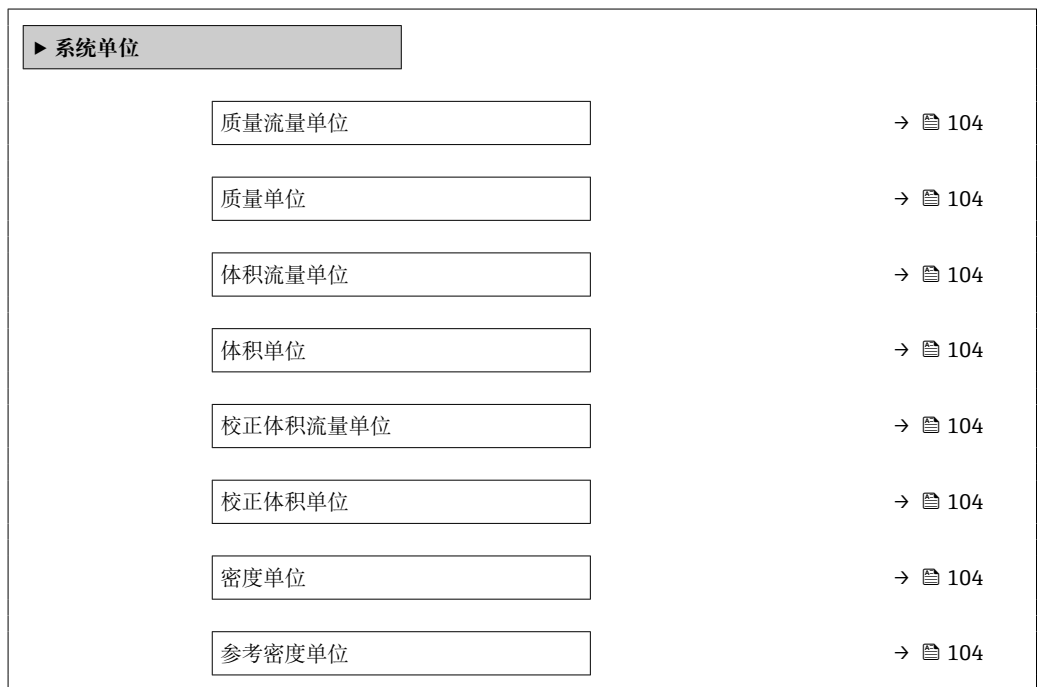 ▶ 系统单位
质量流量单位 → 104
质量单位 → 104
体积流量单位 → 104
体积单位 → 104
校正体积流量单位 → 104
校正体积单位 → 104
密度单位 → 104
参考密度单位 → 104